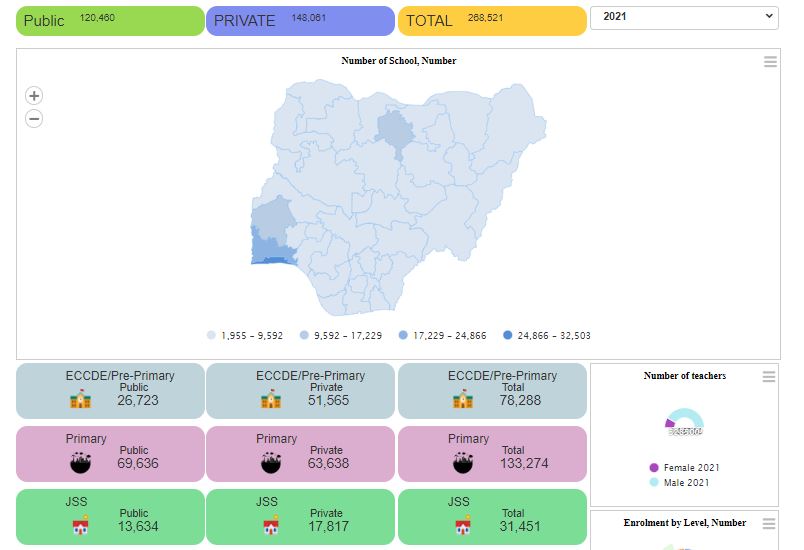 Public 120,460
PRIVATE 148,061
TOTAL 268,521
2021
Number of School, Number
+
−
1,955 - 9,592
9,592 - 17,229
17,229 - 24,866
24,866 - 32,503
ECCDE/Pre-Primary
Public
26,723
ECCDE/Pre-Primary
Private
51,565
ECCDE/Pre-Primary
Total
78,288
Number of teachers
Female 2021
Male 2021
Primary
Public
69,636
Primary
Private
63,638
Primary
Total
133,274
JSS
Public
13,634
JSS
Private
17,817
JSS
Total
31,451
Enrolment by Level, Number